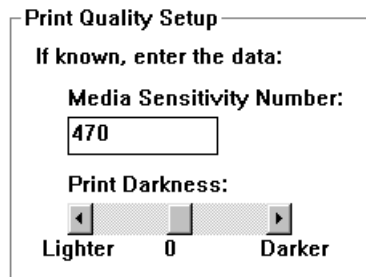 Print Quality Setup
If known, enter the data:
Media Sensitivity Number:
470
Print Darkness:
Lighter 0 Darker